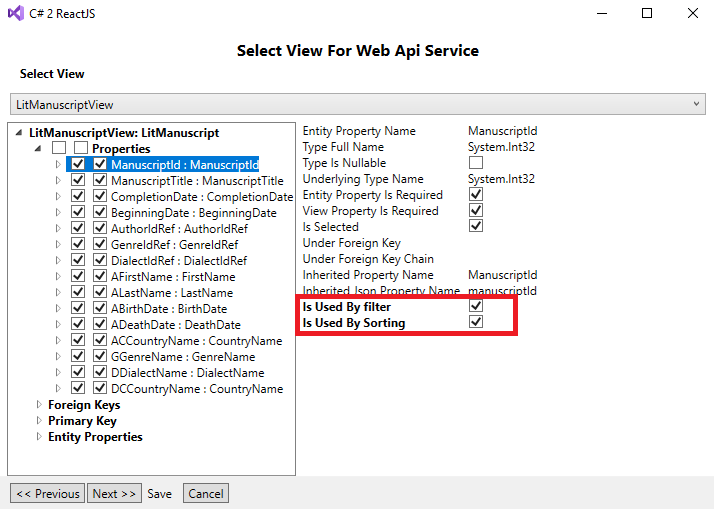 C# 2 ReactJS
Select View For Web Api Service
Select View
LitManuscriptView
LitManuscriptView: LitManuscript
Properties
ManuscriptId : ManuscriptId
ManuscriptTitle : ManuscriptTitle
CompletionDate : CompletionDate
BeginningDate : BeginningDate
AuthorIdRef : AuthorIdRef
GenreIdRef : GenreIdRef
DialectIdRef : DialectIdRef
AFirstName : FirstName
ALastName : LastName
ABirthDate : BirthDate
ADeathDate : DeathDate
ACCountryName : CountryName
GGenreName : GenreName
DDialectName : DialectName
DCCountryName : CountryName
Foreign Keys
Primary Key
Entity Properties
Entity Property Name ManuscriptId
Type Full Name System.Int32
Type Is Nullable
Underlying Type Name System.Int32
Entity Property Is Required
View Property Is Required
Is Selected
Under Foreign Key
Under Foreign Key Chain
Inherited Property Name ManuscriptId
Inherited Json Property Name manuscriptId
Is Used By filter
Is Used By Sorting
<< Previous Next >> Save Cancel